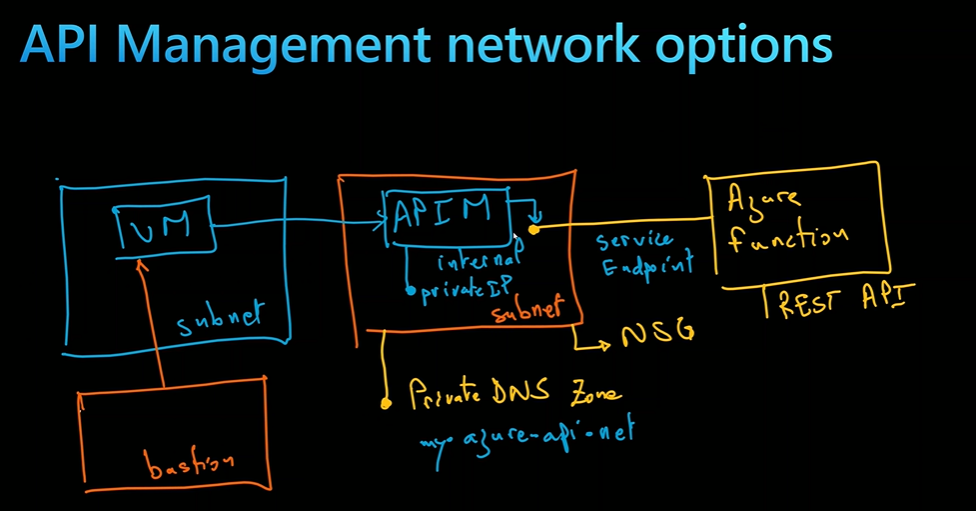 API Management network options
VM
subnet
bastion
APIM
internal
private IP
subnet
NSG
Private DNS Zone
my.azure-api.net
service
Endpoint
Azure
function
REST API